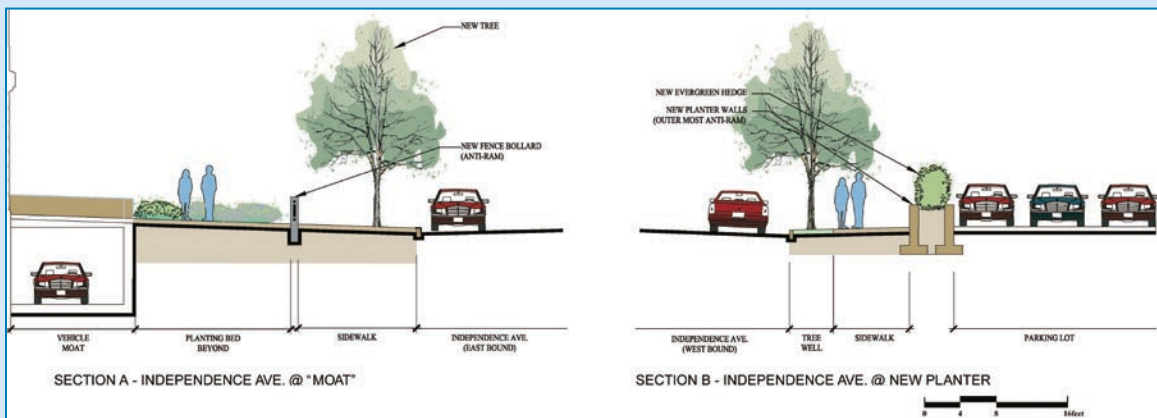 NEW TREE
NEW FENCE BOLLARD
(ANTI-RAM)
VEHICLE
MOAT
PLANTING BED
BEYOND
SIDEWALK
INDEPENDENCE AVE.
(EAST BOUND)
SECTION A - INDEPENDENCE AVE. @ “MOAT”
NEW EVERGREEN HEDGE
NEW PLANTER WALLS
(OUTER MOST ANTI-RAM)
INDEPENDENCE AVE.
(WEST BOUND)
TREE
WELL
SIDEWALK
PARKING LOT
SECTION B - INDEPENDENCE AVE. @ NEW PLANTER
0 4 8 16feet